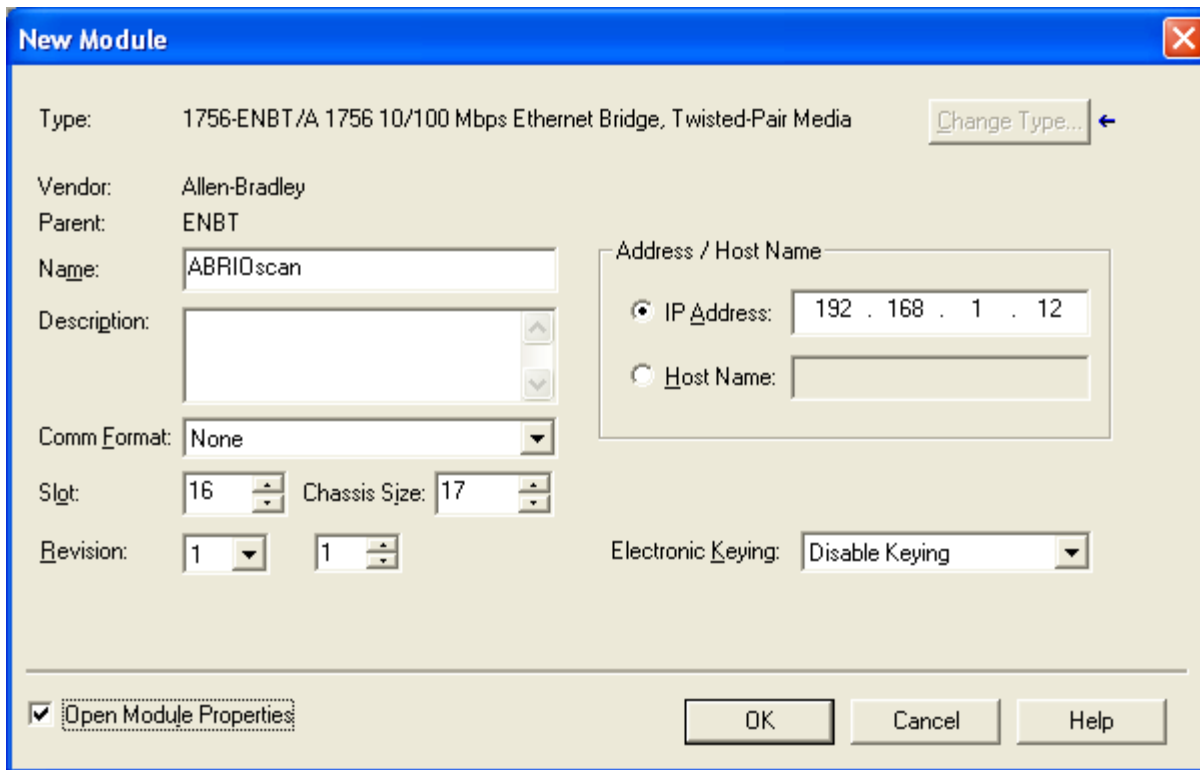 New Module
Type: 1756-ENBT/A 1756 10/100 Mbps Ethernet Bridge, Twisted-Pair Media Change Type...
Vendor: Allen-Bradley
Parent: ENBT
Name: ABRIOscan
Address / Host Name
IP Address: 192 . 168 . 1 . 12
Description:
Host Name:
Comm Format: None
Slot: 16 Chassis Size: 17
Revision: 1 1 Electronic Keying: Disable Keying
Open Module Properties OK Cancel Help